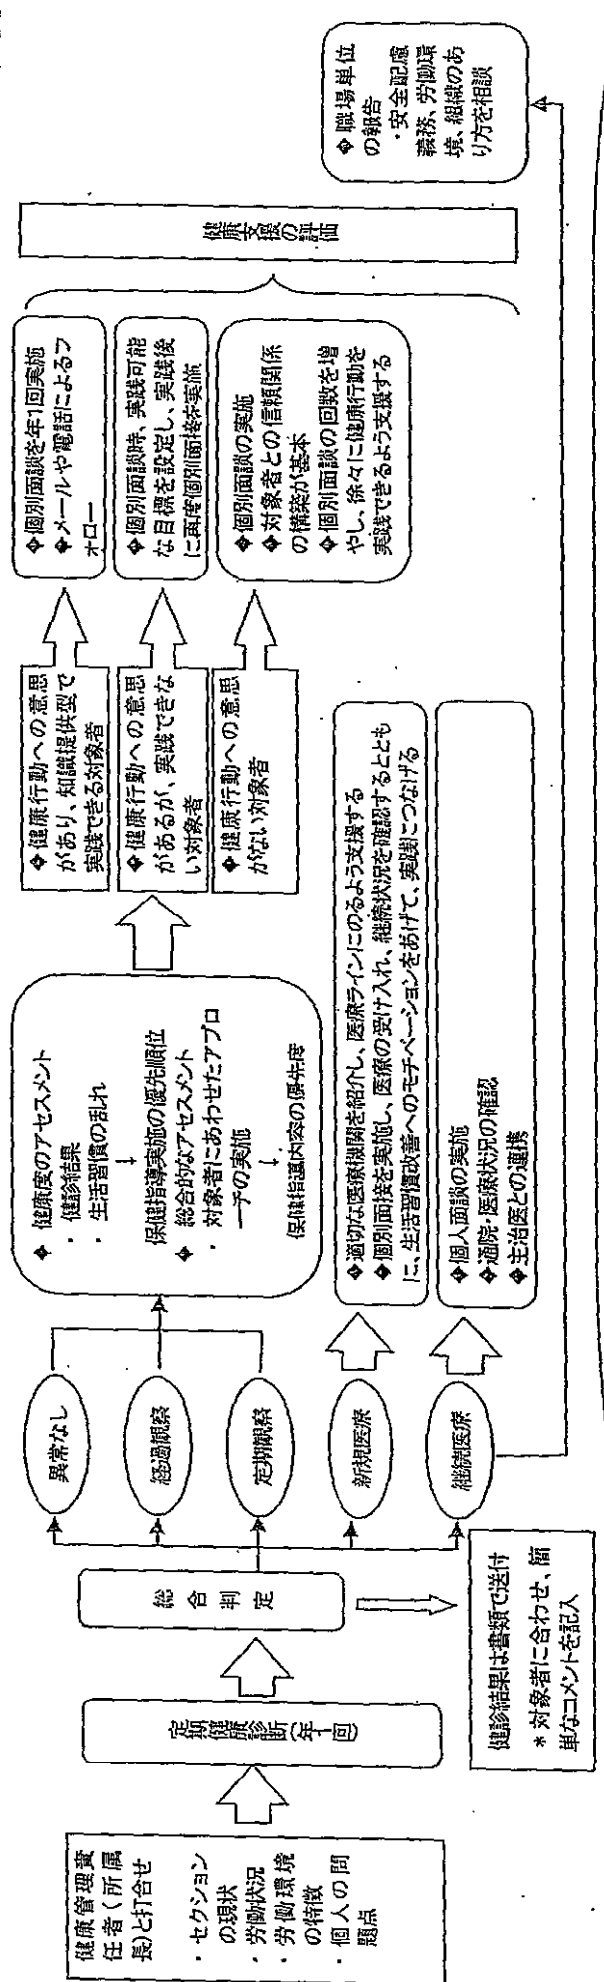 健康管理責
任者(所属
長)と打合せ
・セクション
の現状
・労働状況
・労働環境
の特徴
・個人の問
題点
定期健康診断(年1回)
総合判定
健診結果は書類で送付
＊対象者に合わせ、簡
単なコメントを記入
異常なし
経過観察
定期観察
新規医療
継続医療
◆ 健康度のアセスメント
・ 健診結果
・ 生活習慣の乱れ
↓
保健指導実施の優先順位
◆ 総合的なアセスメント
・ 対象者にあわせたアプロ
ーチの実施
↓
保健指導内容の優先度
◆健康行動への意思
があり、知識提供型で
実践できる対象者
◆健康行動への意思
があるが、実践できな
い対象者
◆健康行動への意思
がない対象者
◆個別面談を年1回実施
◆メールや電話によるフ
ォロー
◆個別面談時、実践可能
な目標を設定し、実践後
に再度個別面接を実施
◆個別面談の実施
◆対象者との信頼関係
の構築が基本
◆個別面談の回数を増
やし、徐々に健康行動を
実践できるよう支援する
◆適切な医療機関を紹介し、医療ラインにのるよう支援する
◆個別面接を実施し、医療の受け入れ、継続状況を確認するととも
に、生活習慣改善へのモチベーションをあげて、実践につなげる
◆個人面談の実施
◆通院・医療状況の確認
◆主治医との連携
健康支援の評価
◆職場単位
の報告
・安全配慮
義務、労働環
境、組織のあ
り方を相談